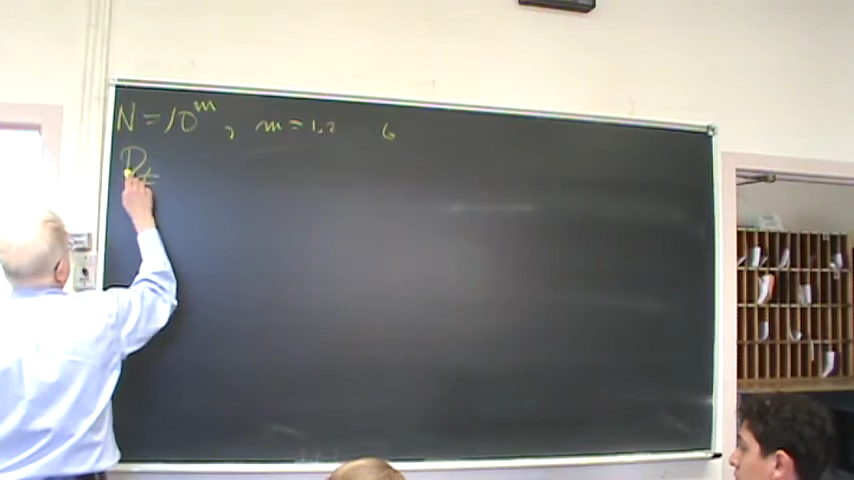 N = 10^m , m = 1,2 6